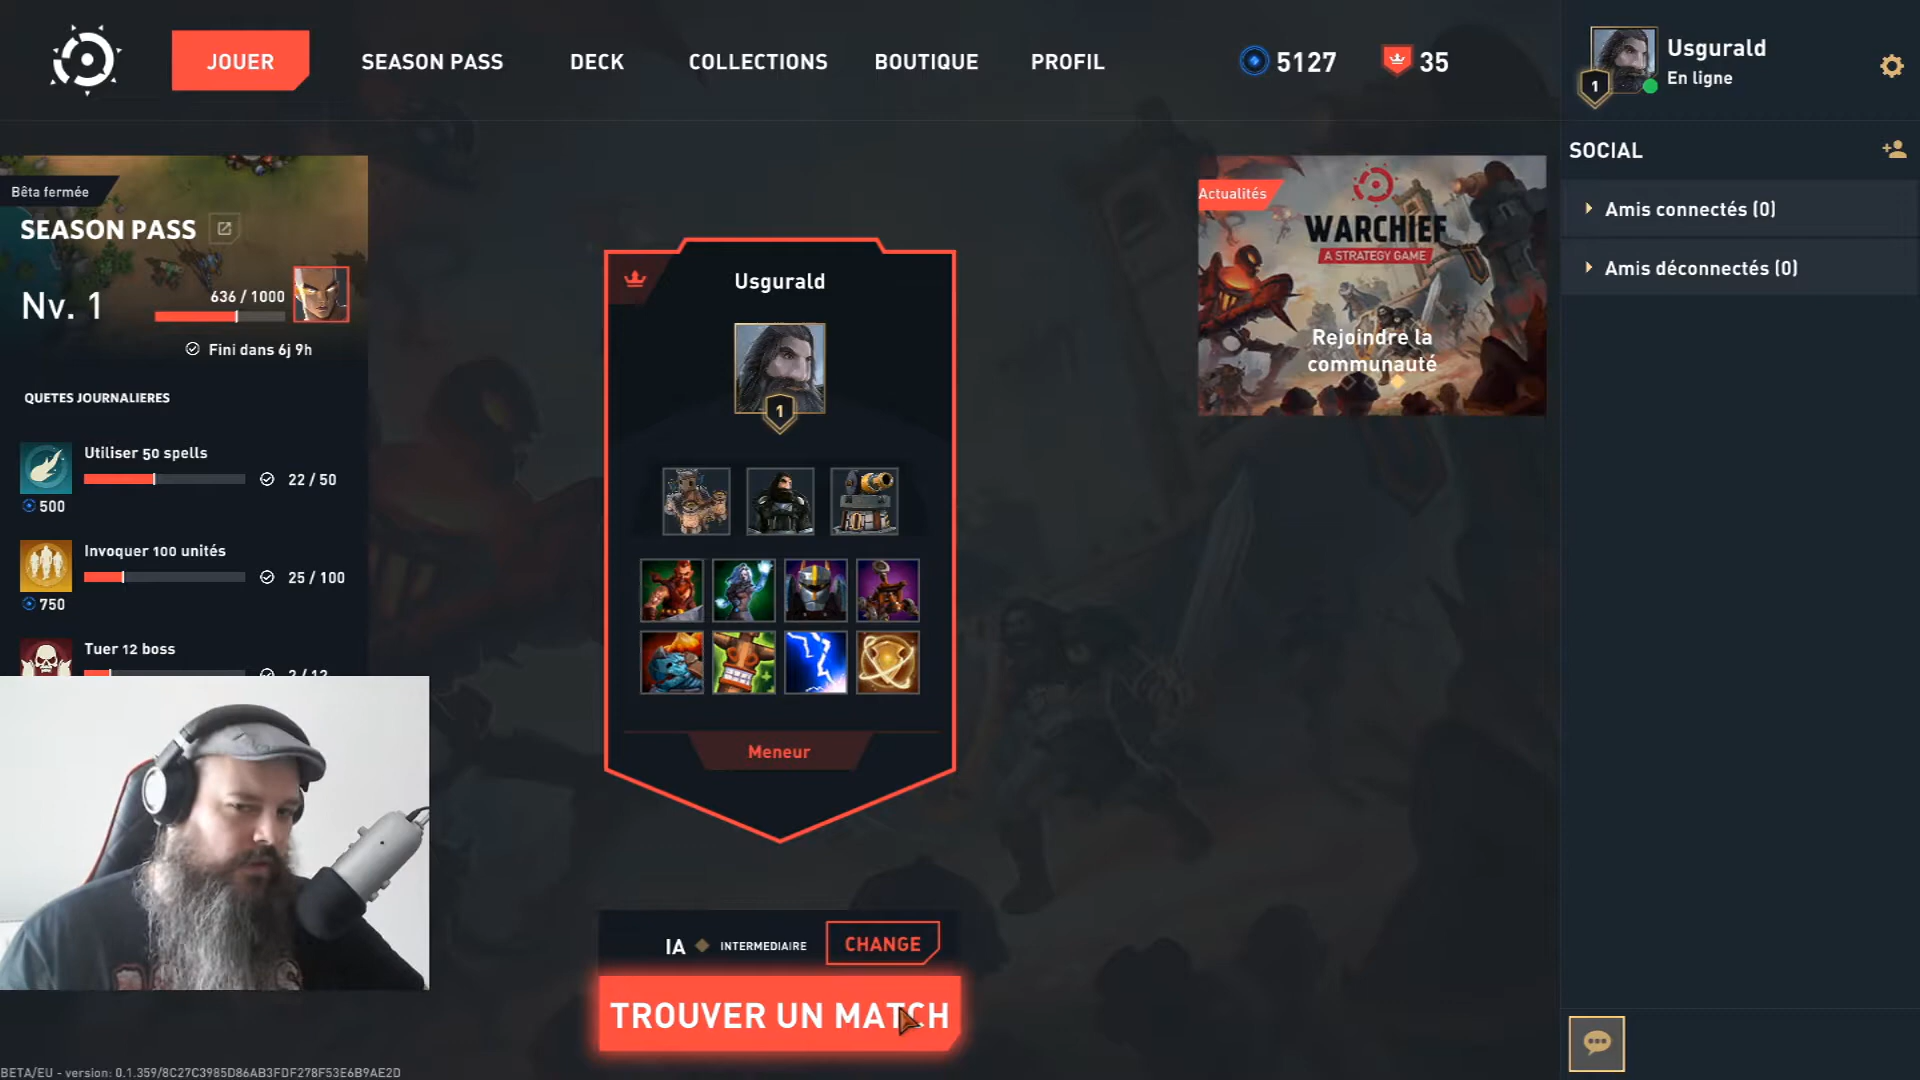 JOUER
SEASON PASS
DECK
COLLECTIONS
BOUTIQUE
PROFIL
5127
35
1
Usgurald
En ligne
SOCIAL
Amis connectés (0)
Amis déconnectés (0)
Bêta fermée
SEASON PASS
Nv. 1
636 / 1000
Fini dans 6j 9h
QUETES JOURNALIERES
Utiliser 50 spells
22 / 50
500
Invoquer 100 unités
25 / 100
750
Tuer 12 boss
2 / 12
Usgurald
1
Meneur
Actualités
WARCHIEF
A STRATEGY GAME
Rejoindre la
communauté
IA
INTERMEDIAIRE
CHANGE
TROUVER UN MATCH
BETA/EU - version: 0.1.359/8C27C3985D86AB3FDF278F53E6B9AE2D